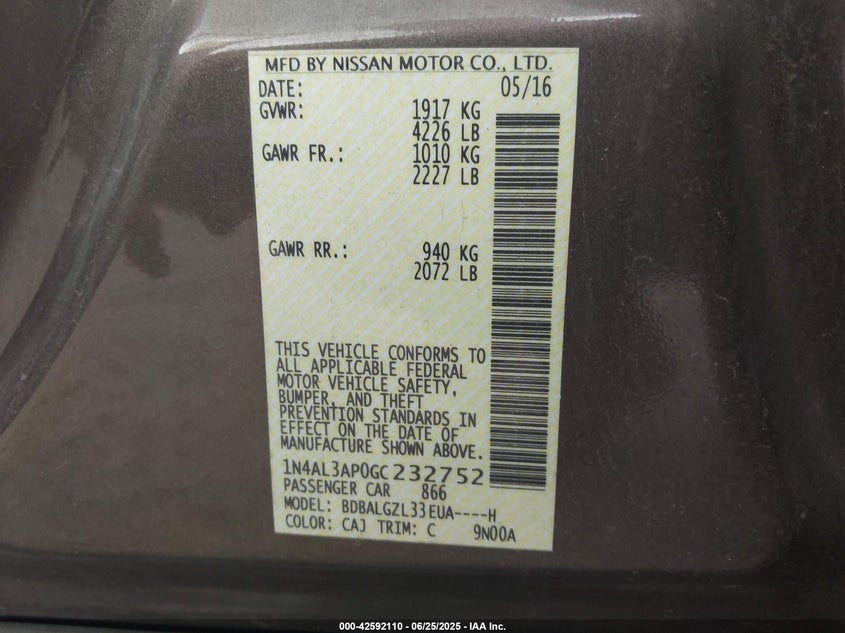 MFD BY NISSAN MOTOR CO., LTD.
DATE: 05/16
GVWR: 1917 KG
4226 LB
GAWR FR.: 1010 KG
2227 LB
GAWR RR.: 940 KG
2072 LB
THIS VEHICLE CONFORMS TO
ALL APPLICABLE FEDERAL
MOTOR VEHICLE SAFETY,
BUMPER, AND THEFT
PREVENTION STANDARDS IN
EFFECT ON THE DATE OF
MANUFACTURE SHOWN ABOVE.
1N4AL3AP0GC232752
PASSENGER CAR 866
MODEL: BDBALGZL33EUA----H
COLOR: CAJ TRIM: C 9N00A
000-42592110 - 06/25/2025 - IAA Inc.